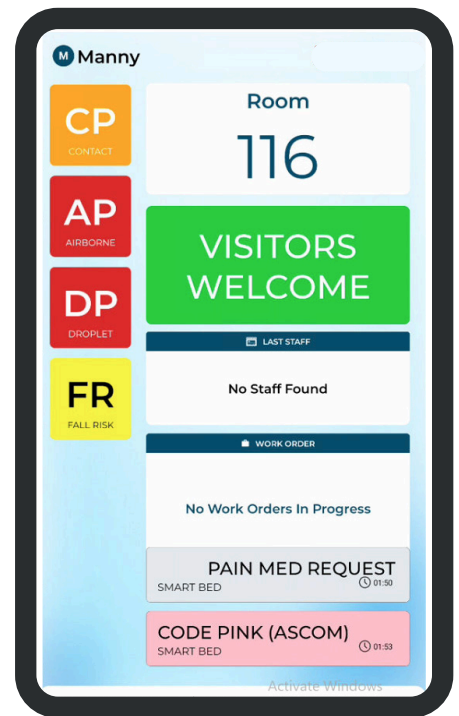 M Manny
CP
CONTACT
AP
AIRBORNE
DP
DROPLET
FR
FALL RISK
Room
116
VISITORS
WELCOME
LAST STAFF
No Staff Found
WORK ORDER
No Work Orders In Progress
PAIN MED REQUEST
SMART BED 01:50
CODE PINK (ASCOM)
SMART BED 01:53
Activate Windows